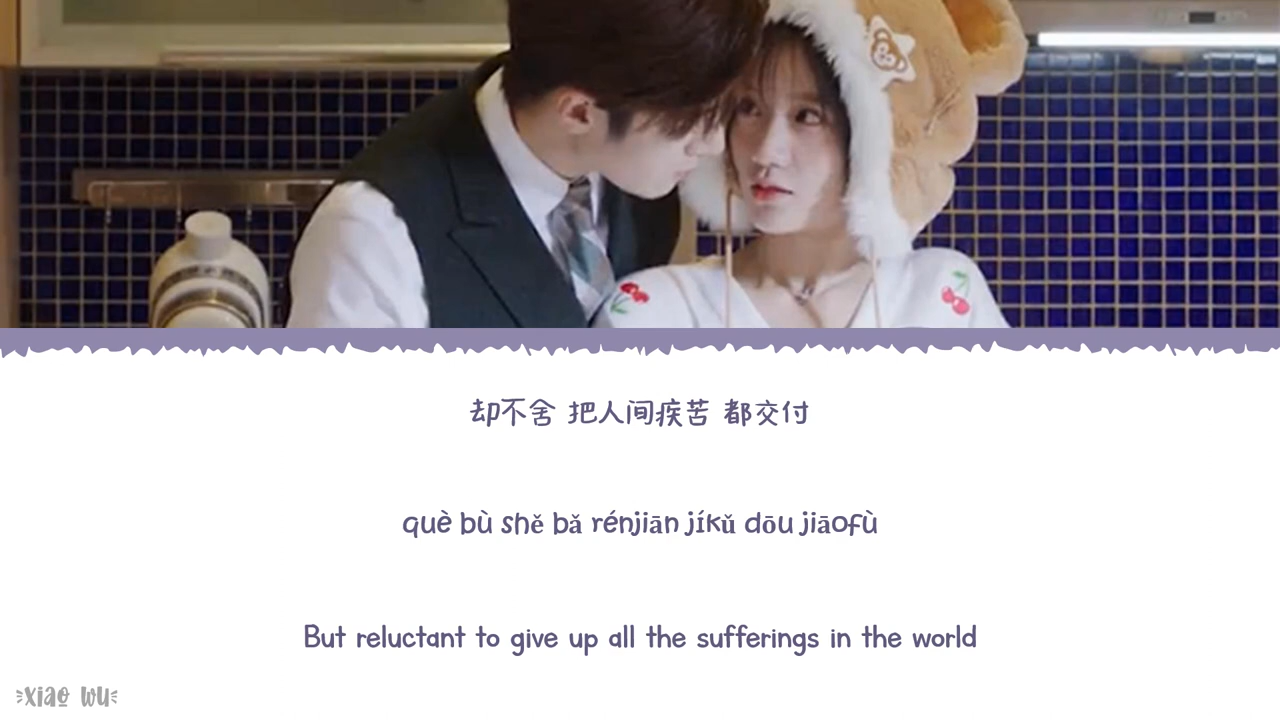 却不舍 把人间疾苦 都交付
què bù shě bǎ rénjiān jíkǔ dōu jiāofù
But reluctant to give up all the sufferings in the world
xiao wu